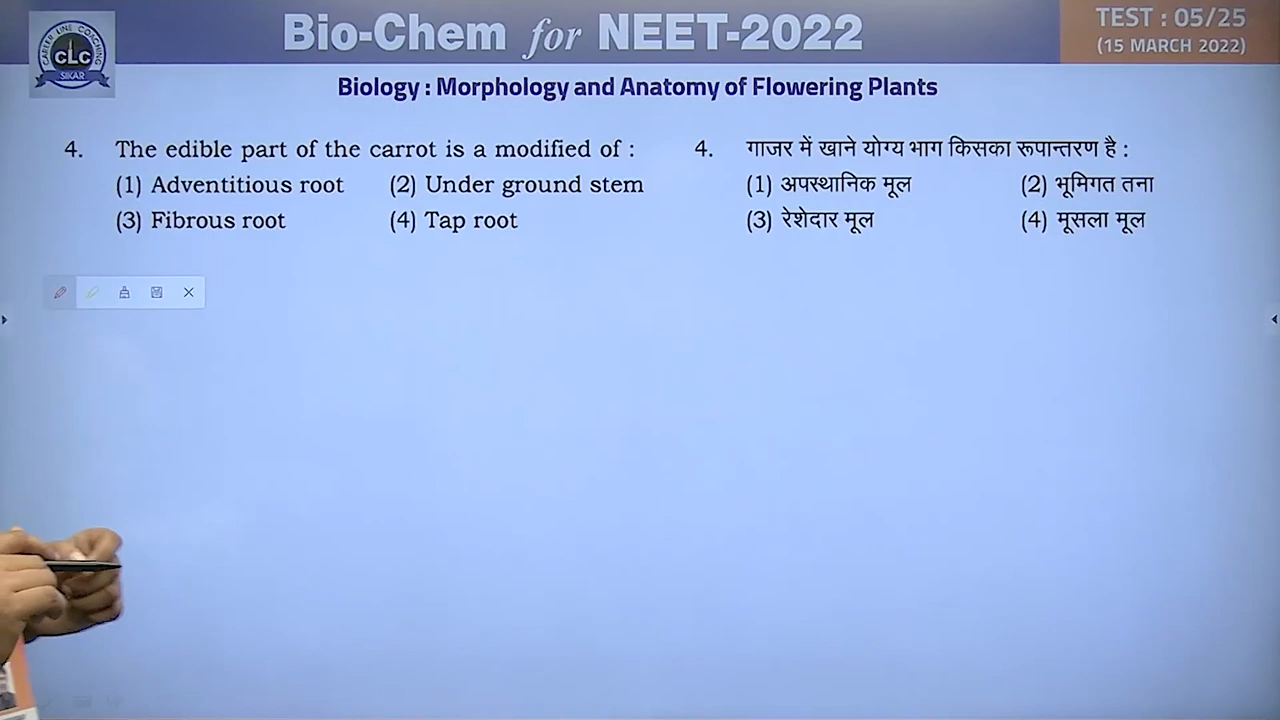 Bio-Chem for NEET-2022
TEST : 05/25
(15 MARCH 2022)
CAREER LINE COACHING
CLC
SIKAR
Biology : Morphology and Anatomy of Flowering Plants
4. The edible part of the carrot is a modified of :
(1) Adventitious root (2) Under ground stem
(3) Fibrous root (4) Tap root
4. गाजर में खाने योग्य भाग किसका रूपान्तरण है :
(1) अपस्थानिक मूल (2) भूमिगत तना
(3) रेशेदार मूल (4) मूसला मूल